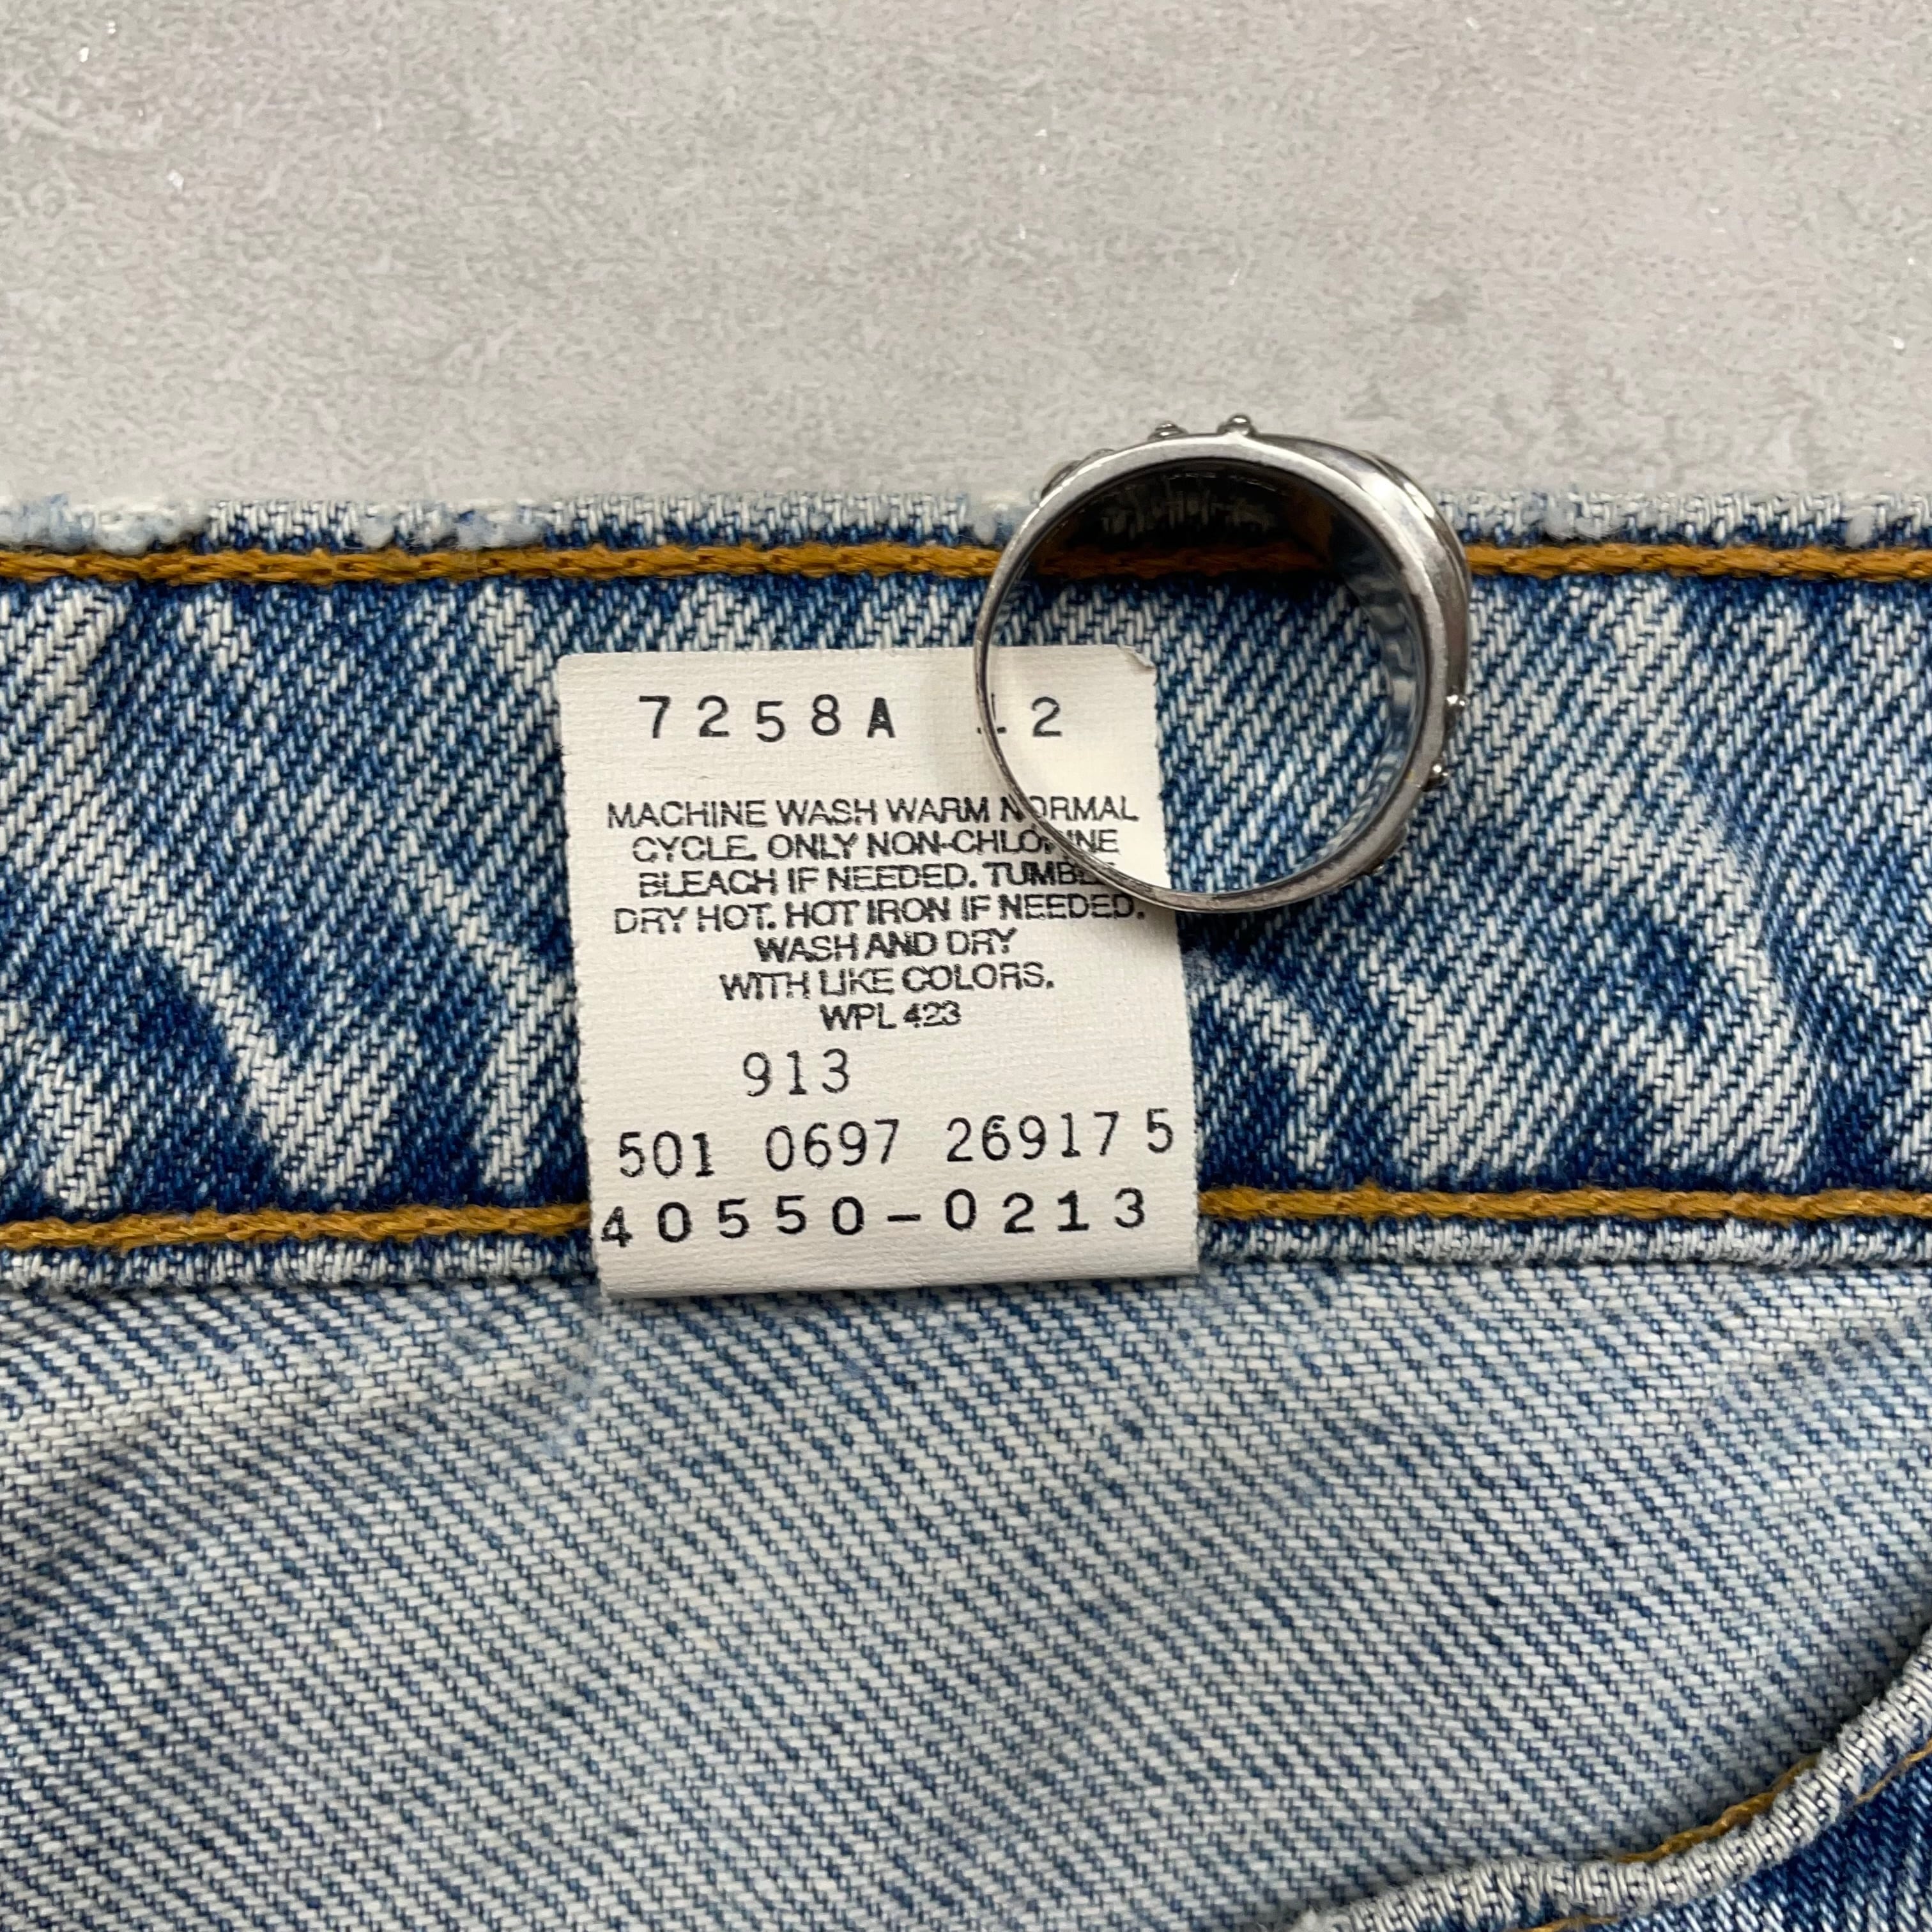 7258A 2
MACHINE WASH WARM NORMAL
CYCLE. ONLY NON-CHLORINE
BLEACH IF NEEDED. TUMBLE
DRY HOT. HOT IRON IF NEEDED.
WASH AND DRY
WITH LIKE COLORS.
WPL 423
913
501 0697 269175
40550-0213